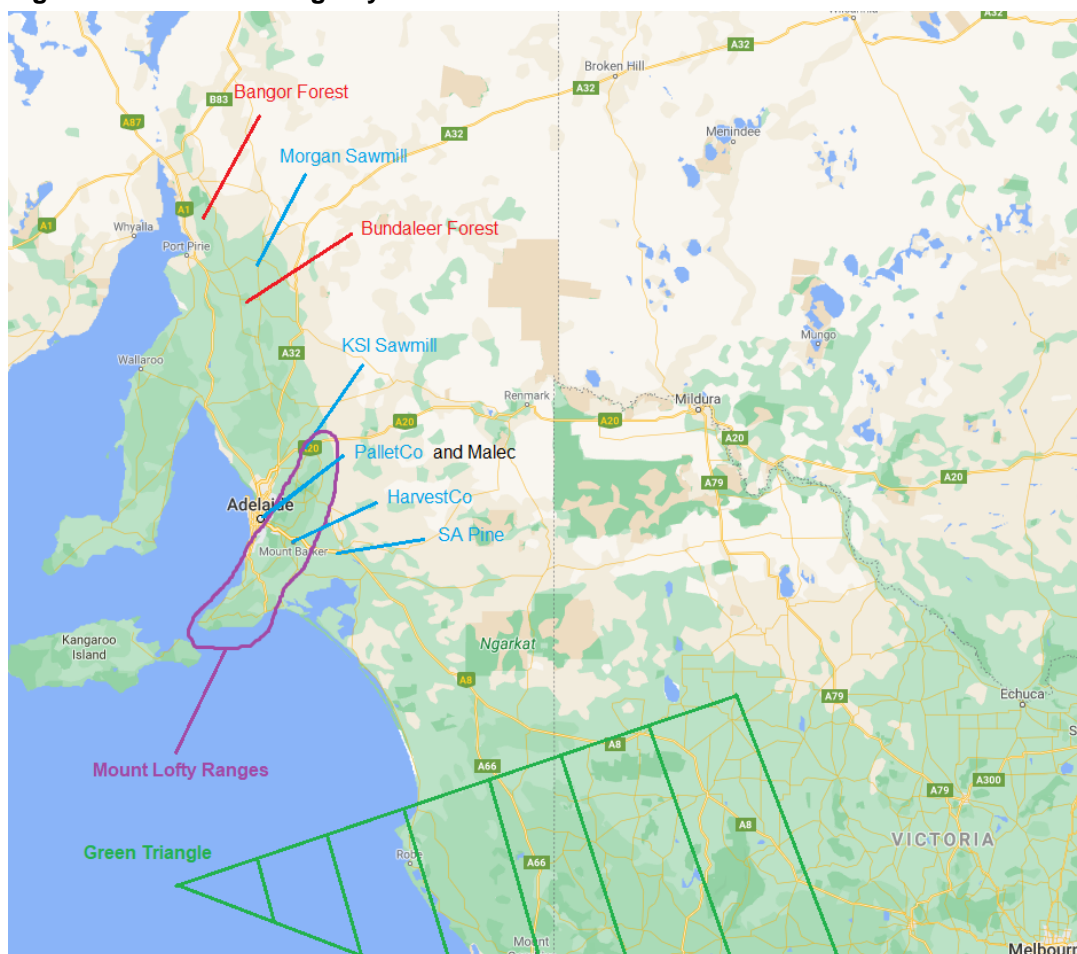 A32
Broken Hill
B83
Bangor Forest
A32
A87
A32
Menindee
Morgan Sawmill
A1
A1
Whyalla
Bundaleer Forest
Port Pirie
Mungo
KSI Sawmill
A32
Wallaroo
Renmark
Mildura
A20
A20
A20
A20
PalletCo and Malec
A20
A79
HarvestCo
Adelaide
SA Pine
Mount Barker
Kangaroo
Island
Ngarkat
A8
A79
Echuca
A8
A66
Mount Lofty Ranges
A300
A79
A8
VICTORIA
Green Triangle
Robe
A66
Mount
Melbourn